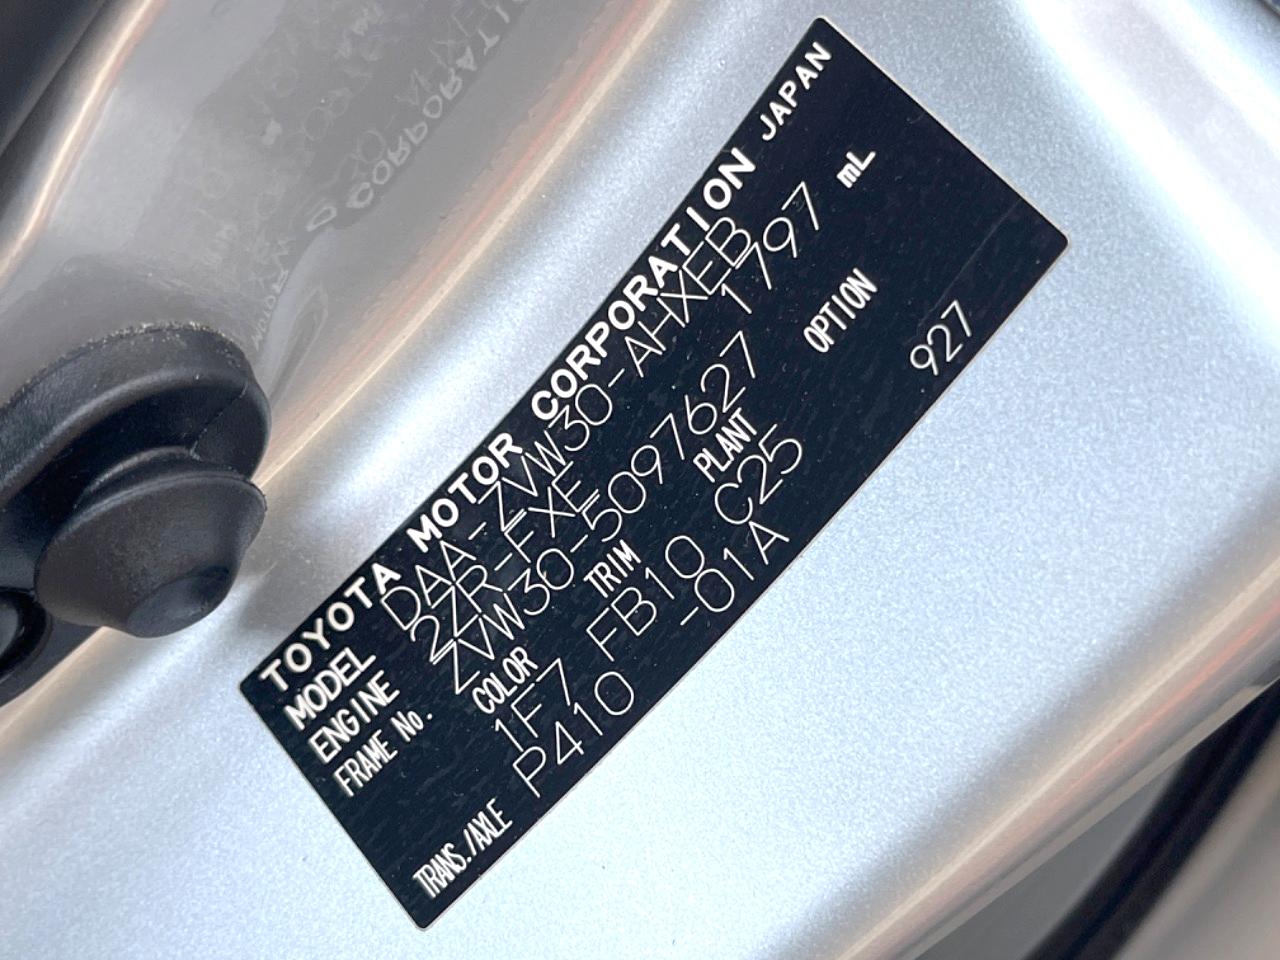 TOYOTA MOTOR CORPORATION JAPAN
MODEL DAA-ZVW30-AHXEB
ENGINE 2ZR-FXE 1797 mL
FRAME No. ZVW30-5097627
COLOR TRIM PLANT OPTION
1F7 FB10 C25 927
TRANS./AXLE P410 -01A
CORPORATI